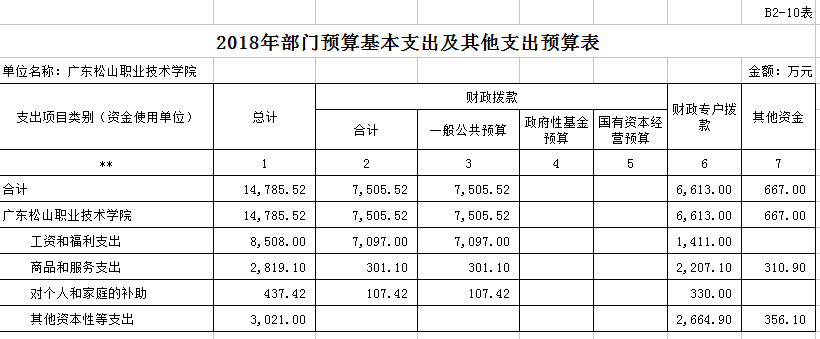 B2-10表
2018年部门预算基本支出及其他支出预算表
单位名称：广东松山职业技术学院 金额：万元
支出项目类别（资金使用单位） 总计 财政拨款 财政专户拨款 其他资金
合计 一般公共预算 政府性基金预算 国有资本经营预算
** 1 2 3 4 5 6 7
合计 14,785.52 7,505.52 7,505.52 6,613.00 667.00
广东松山职业技术学院 14,785.52 7,505.52 7,505.52 6,613.00 667.00
工资和福利支出 8,508.00 7,097.00 7,097.00 1,411.00
商品和服务支出 2,819.10 301.10 301.10 2,207.10 310.90
对个人和家庭的补助 437.42 107.42 107.42 330.00
其他资本性等支出 3,021.00 2,664.90 356.10